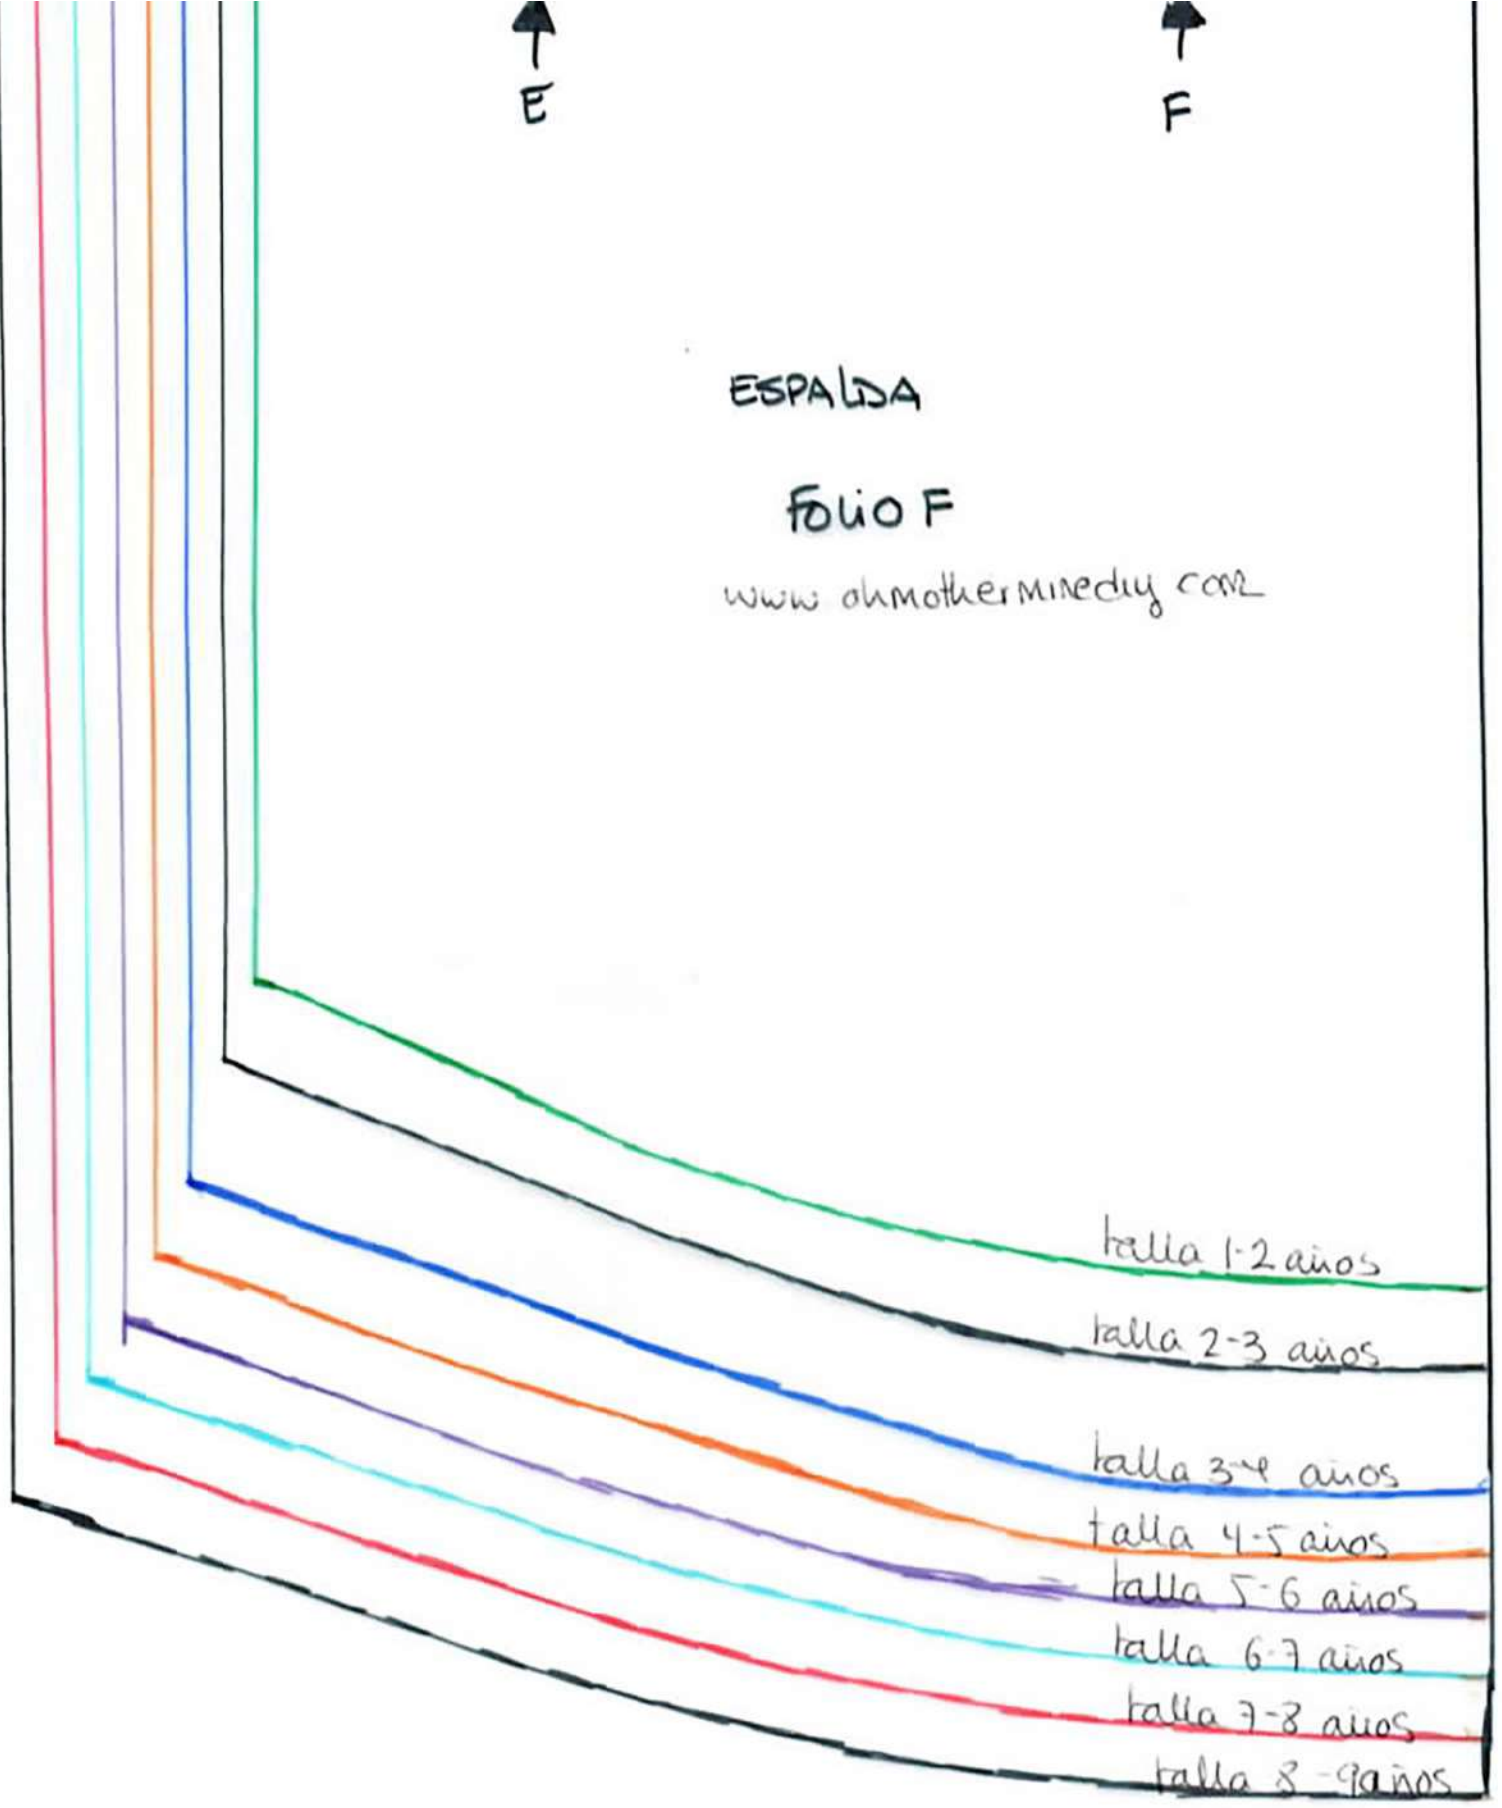 E
F
ESPALDA
FOLIO F
www ohmotherminediy com
talla 1-2 años
talla 2-3 años
talla 3-4 años
talla 4-5 años
talla 5-6 años
talla 6-7 años
talla 7-8 años
talla 8-9 años